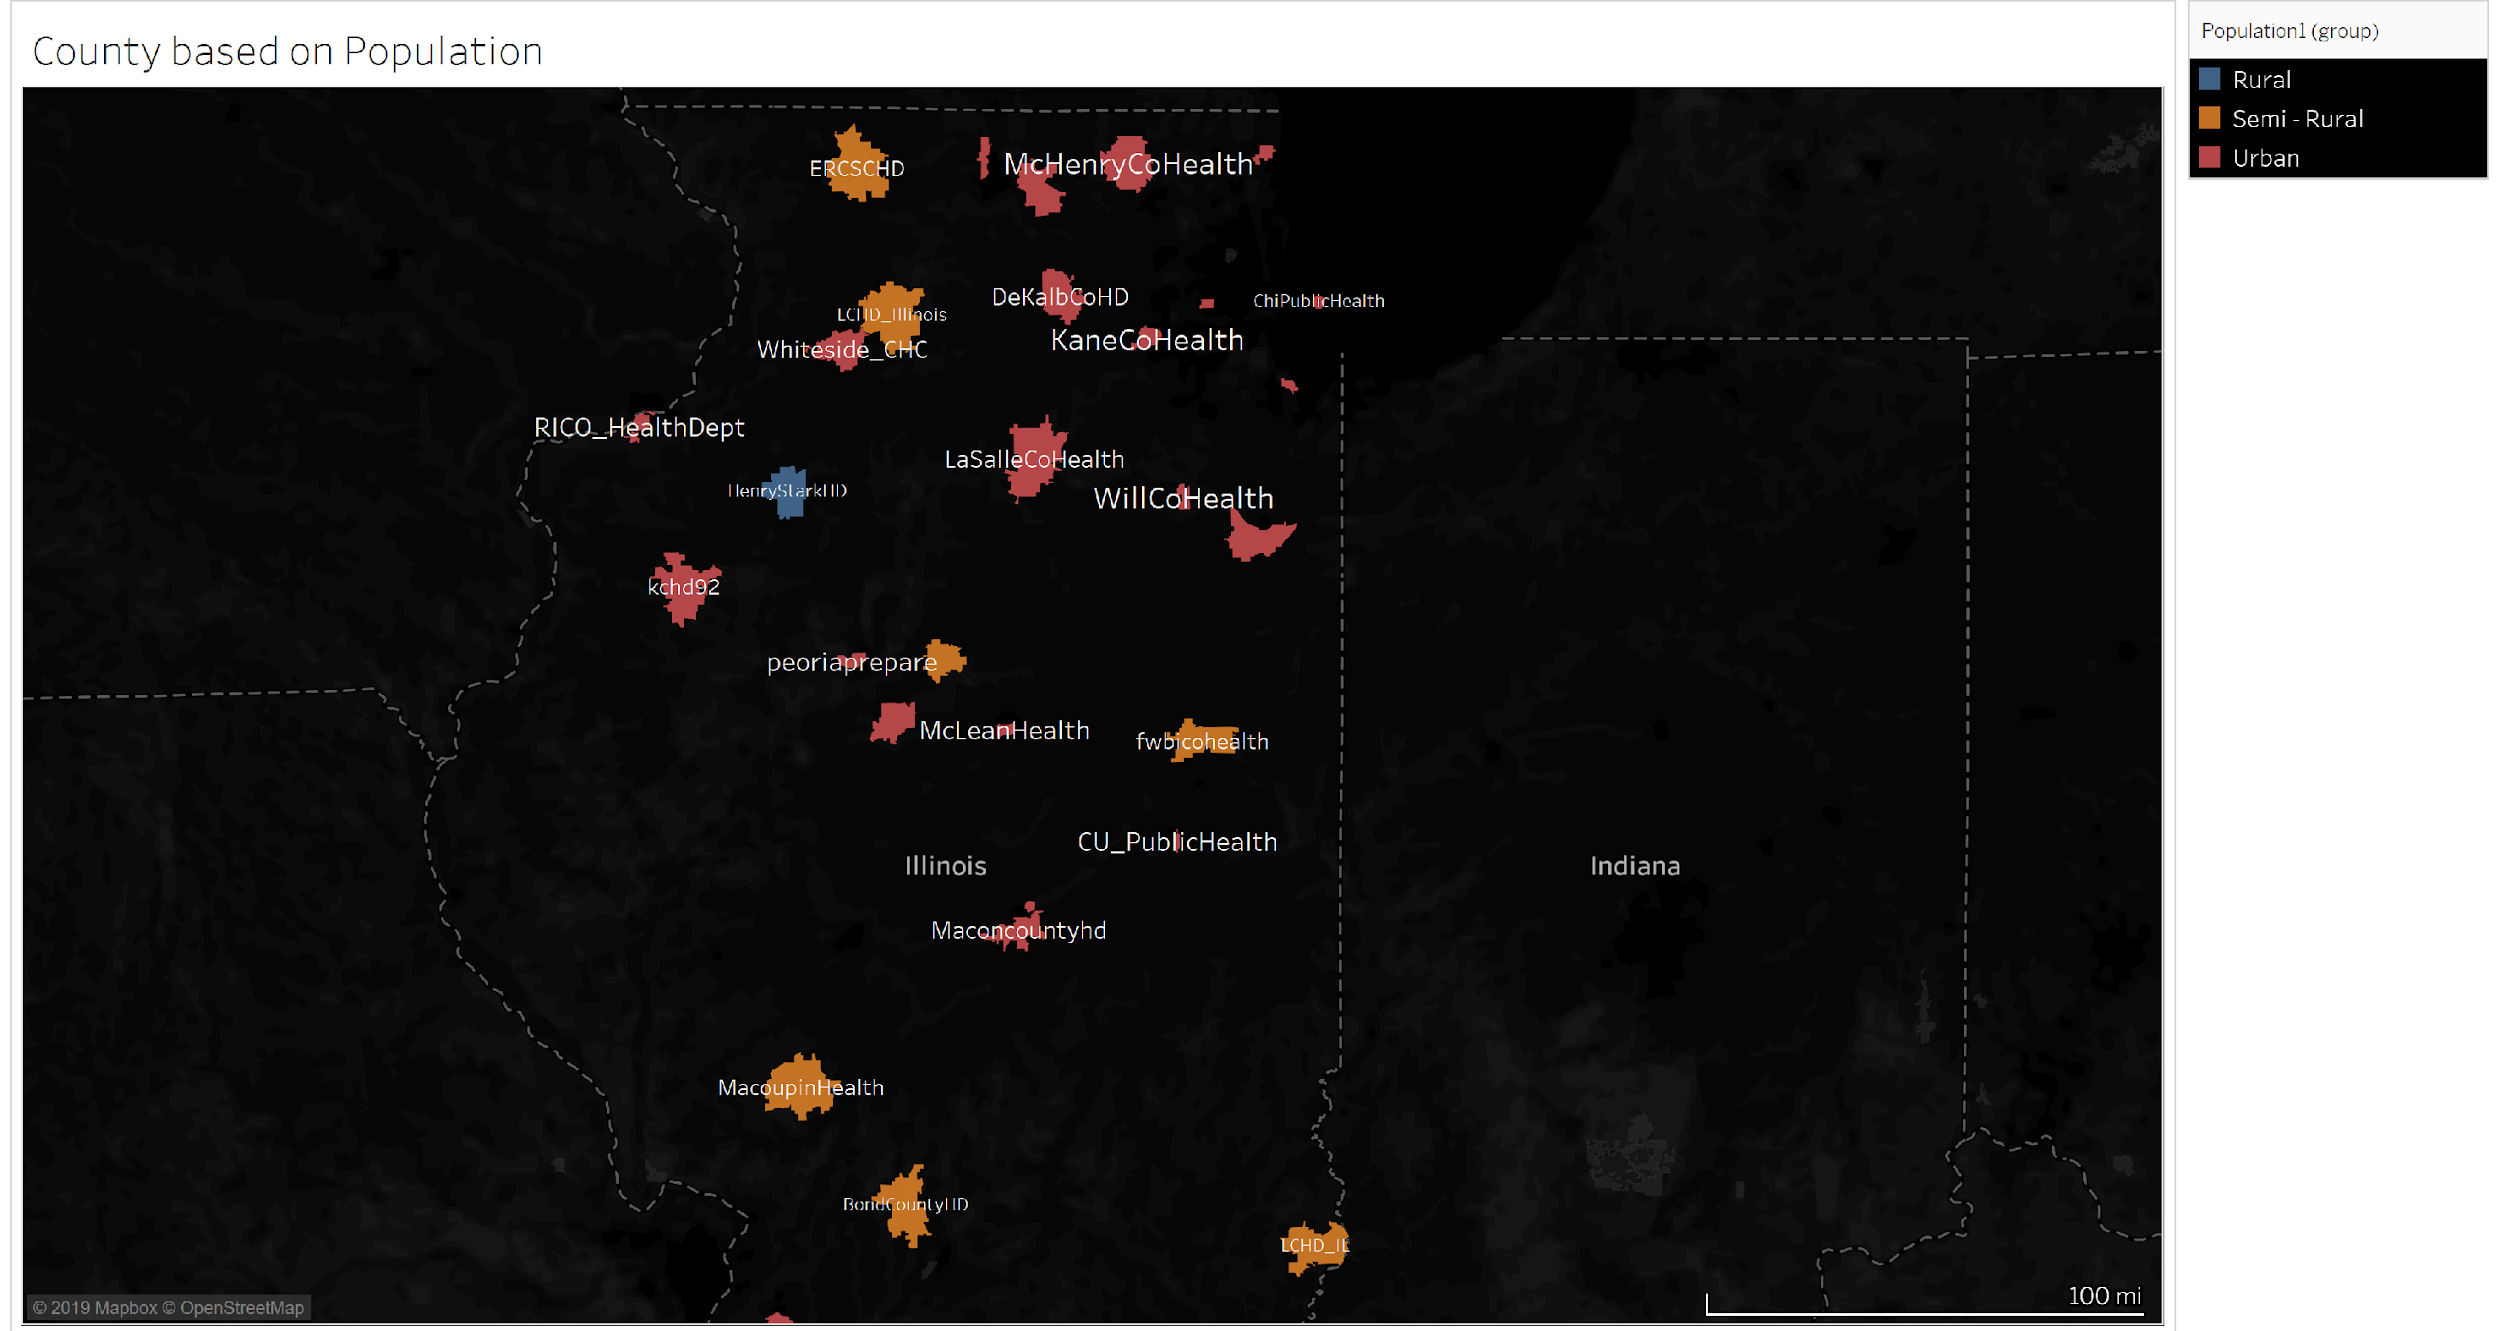 County based on Population
Population1 (group)
Rural
Semi - Rural
Urban
ERCSCHD
McHenryCoHealth
DeKalbCoHD
ChiPublicHealth
LCHD_Illinois
KaneCoHealth
Whiteside_CHC
RICO_HealthDept
LaSalleCoHealth
HenryStarkHD
WillCoHealth
kchd92
peoriaprepare
McLeanHealth
fwbicohealth
CU_PublicHealth
Illinois
Indiana
Maconcountyhd
MacoupinHealth
BondCountyHD
LCHD_IL
100 mi
© 2019 Mapbox © OpenStreetMap